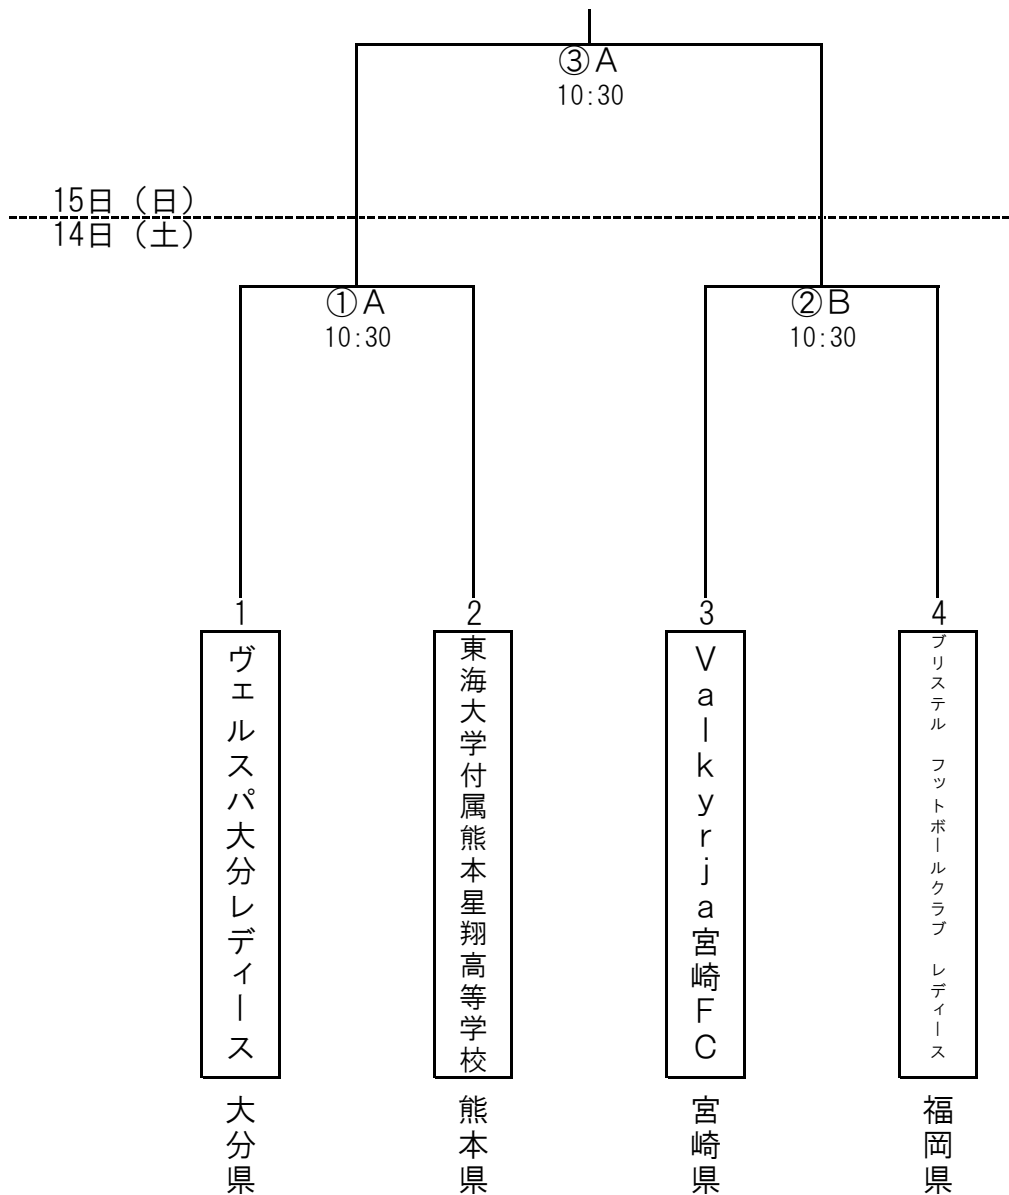 ③A
10:30
15日（日）
14日（土）
①A
10:30
②B
10:30
1
2
3
4
ヴェルスパ大分レディース
東海大学付属熊本星翔高等学校
Valkyrja宮崎FC
ブリステル　フットボールクラブ　レディース
大分県
熊本県
宮崎県
福岡県